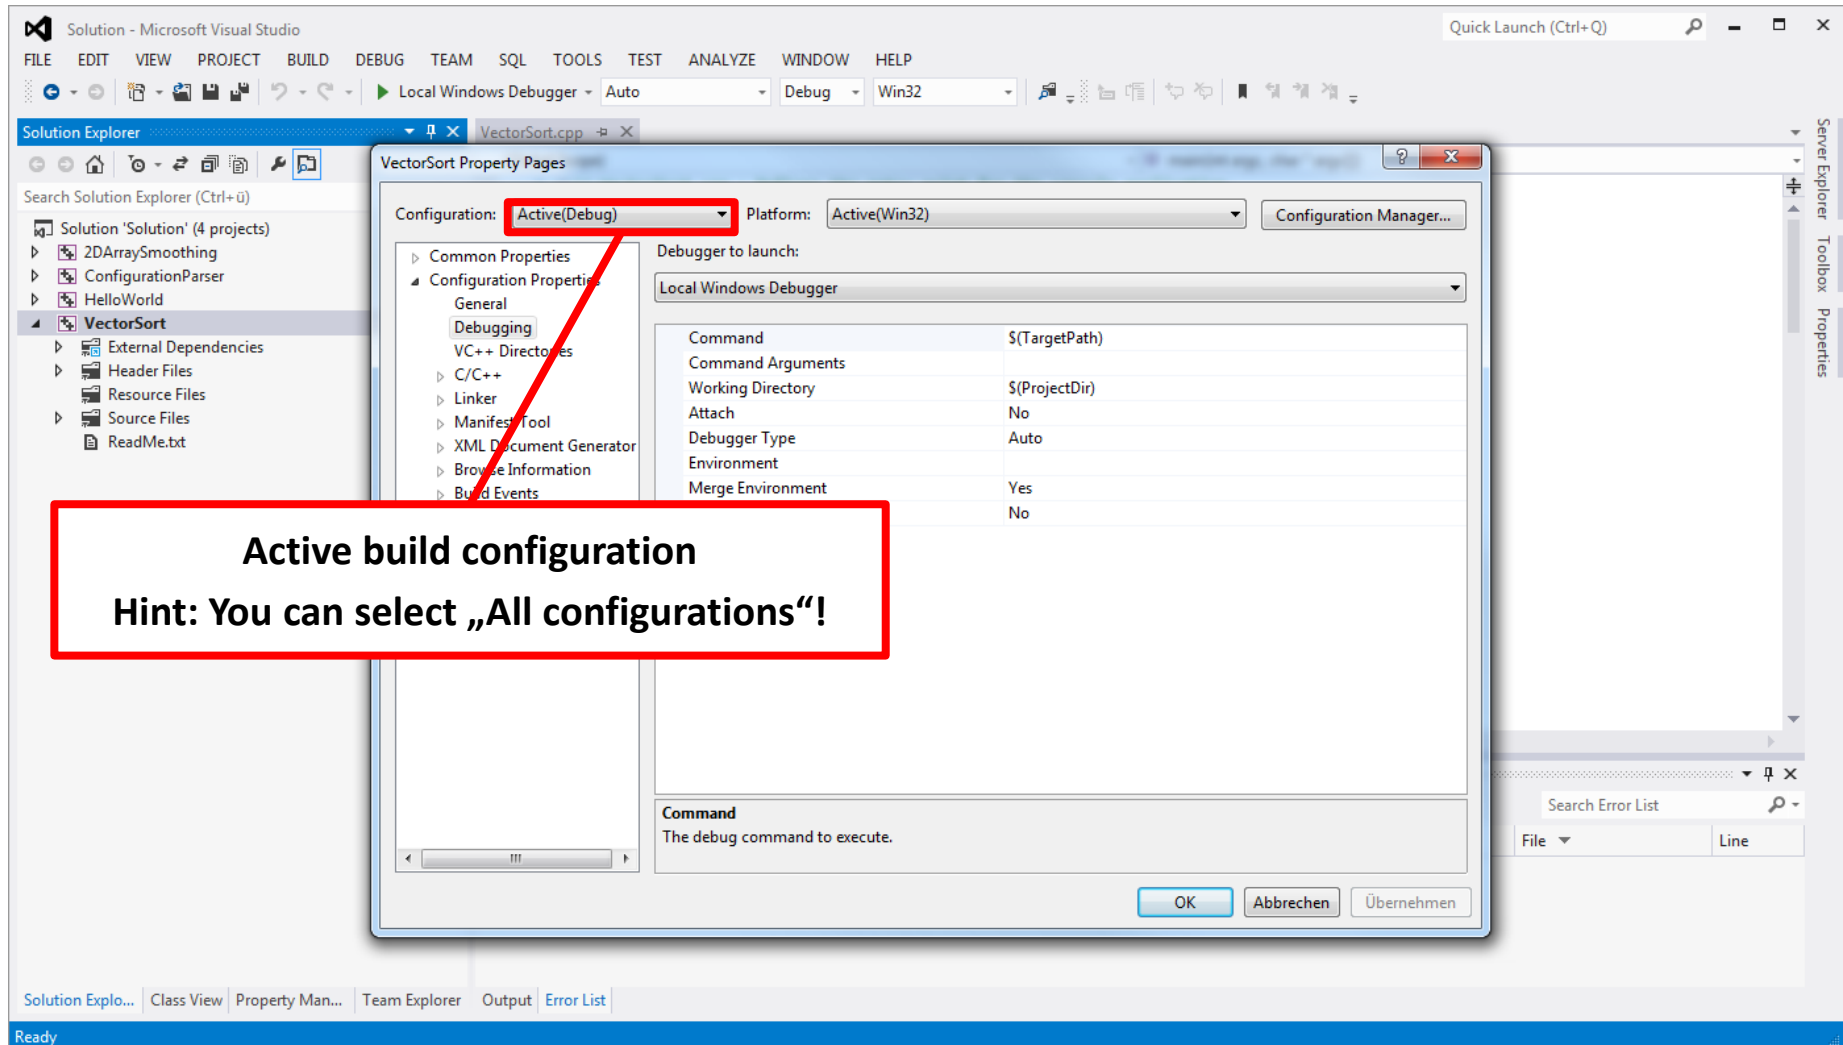 Solution - Microsoft Visual Studio
Quick Launch (Ctrl+Q)
FILE EDIT VIEW PROJECT BUILD DEBUG TEAM SQL TOOLS TEST ANALYZE WINDOW HELP
Local Windows Debugger Auto Debug Win32
Solution Explorer
VectorSort.cpp
Search Solution Explorer (Ctrl+ü)
Solution 'Solution' (4 projects)
2DArraySmoothing
ConfigurationParser
HelloWorld
VectorSort
External Dependencies
Header Files
Resource Files
Source Files
ReadMe.txt
VectorSort Property Pages
Configuration: Active(Debug) Platform: Active(Win32) Configuration Manager...
Common Properties
Configuration Properties
General
Debugging
VC++ Directories
C/C++
Linker
Manifest Tool
XML Document Generator
Browse Information
Build Events
Debugger to launch:
Local Windows Debugger
Command $(TargetPath)
Command Arguments
Working Directory $(ProjectDir)
Attach No
Debugger Type Auto
Environment
Merge Environment Yes
No
Active build configuration
Hint: You can select „All configurations“!
Command
The debug command to execute.
OK Abbrechen Übernehmen
Server Explorer
Toolbox
Properties
Search Error List
File Line
Solution Explo... Class View Property Man... Team Explorer Output Error List
Ready